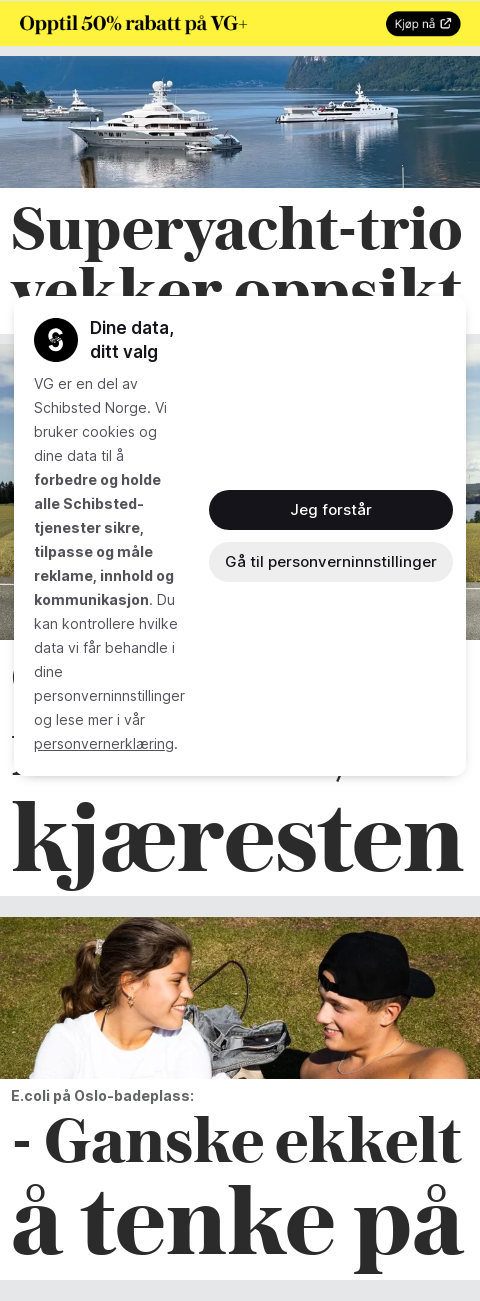 Opptil 50% rabatt på VG+
Kjøp nå
Superyacht-trio
vekker oppsikt
Dine data,
ditt valg
VG er en del av
Schibsted Norge. Vi
bruker cookies og
dine data til å
forbedre og holde
alle Schibsted-
tjenester sikre,
tilpasse og måle
reklame, innhold og
kommunikasjon. Du
kan kontrollere hvilke
data vi får behandle i
dine
personverninnstillinger
og lese mer i vår
personvernerklæring.
Jeg forstår
Gå til personverninnstillinger
kjæresten
E.coli på Oslo-badeplass:
- Ganske ekkelt
å tenke på